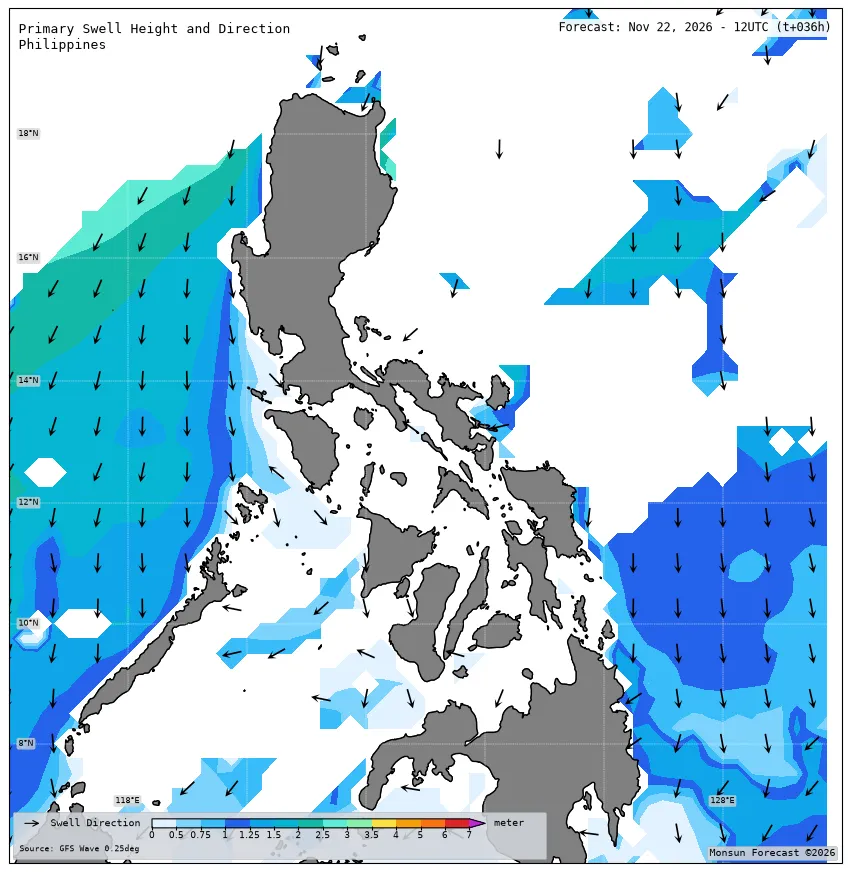 Primary Swell Height and Direction
Philippines
Forecast: Nov 22, 2026 - 12UTC (t+036h)
18°N
16°N
14°N
12°N
10°N
8°N
118°E
128°E
Swell Direction
0 0.5 0.75 1 1.25 1.5 2 2.5 3 3.5 4 5 6 7
meter
Source: GFS Wave 0.25deg
Monsun Forecast ©2026